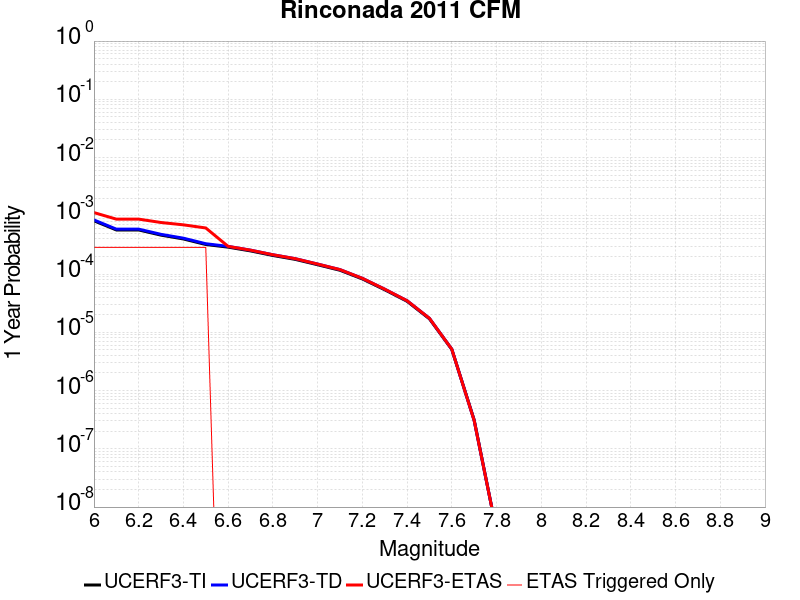 Rinconada 2011 CFM
10^0
10^-1
10^-2
10^-3
10^-4
10^-5
10^-6
10^-7
10^-8
1 Year Probability
6 6.2 6.4 6.6 6.8 7 7.2 7.4 7.6 7.8 8 8.2 8.4 8.6 8.8 9
Magnitude
UCERF3-TI UCERF3-TD UCERF3-ETAS ETAS Triggered Only